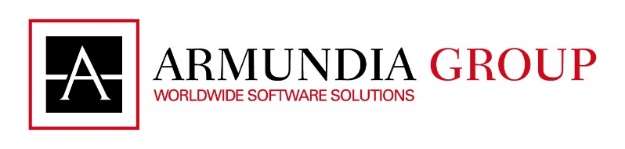 A
ARMUNDIA GROUP
WORLDWIDE SOFTWARE SOLUTIONS